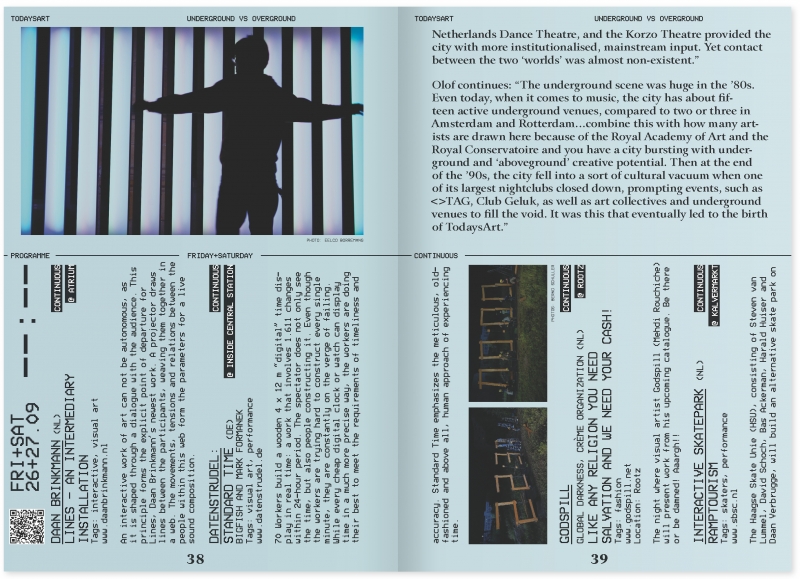 TODAYSART
UNDERGROUND VS OVERGROUND
PHOTO: EELCO BORREMANS
PROGRAMME
FRIDAY+SATURDAY
FRI+SAT
26+27.09
--:--
DAAN BRINKMANN (NL)
CONTINUOUS
LINES – AN INTERMEDIARY
@ ATRIUM
INSTALLATION
Tags: interactive, visual art
www.daanbrinkmann.nl
An interactive work of art can not be autonomous, as
it is shaped through a dialogue with the audience. This
principle forms the explicit point of departure for
Lines, Daan Brinkmann's newest work. A projector draws
lines between the participants, weaving them together in
a web. The movements, tensions and relations between the
people within this web form the parameters for a live
sound composition.
DATENSTRUDEL:
CONTINUOUS
STANDARD TIME (DE)
@ INSIDE CENTRAL STATION
BIGFISH AND MARK FORMANEK
Tags: visual art, performance
www.datenstrudel.de
70 Workers build a wooden 4 x 12 m "digital" time dis-
play in real time: a work that involves 1,611 changes
within 24-hour period. The spectator does not only see
the time, but also people constructing it. Even though
the workers are trying hard to construct every single
minute, they are constantly on the verge of failing.
While every cheap digital clock or watch can display
time in a much more precise way, the workers are doing
their best to meet the requirements of timeliness and
38
TODAYSART
UNDERGROUND VS OVERGROUND
Netherlands Dance Theatre, and the Korzo Theatre provided the
city with more institutionalised, mainstream input. Yet contact
between the two ‘worlds’ was almost non-existent.”
Olof continues: “The underground scene was huge in the ’80s.
Even today, when it comes to music, the city has about fif-
teen active underground venues, compared to two or three in
Amsterdam and Rotterdam...combine this with how many art-
ists are drawn here because of the Royal Academy of Art and the
Royal Conservatoire and you have a city bursting with under-
ground and ‘aboveground’ creative potential. Then at the end
of the ’90s, the city fell into a sort of cultural vacuum when one
of its largest nightclubs closed down, prompting events, such as
<>TAG, Club Geluk, as well as art collectives and underground
venues to fill the void. It was this that eventually led to the birth
of TodaysArt.”
CONTINUOUS
accuracy. Standard Time emphasizes the meticulous, old-
fashioned and above all, human approach of experiencing
time.
GODSPILL
CONTINUOUS
GLOBAL DARKNESS, CRÈME ORGANIZATION (NL)
@ ROOTZ
LIKE ANY RELIGION YOU NEED
SALVATION AND WE NEED YOUR CASH!
Tags: fashion
www.godspill.net
Location: Rootz
The night where visual artist Godspill (Mehdi Rouchiche)
will present work from his upcoming catalogue. Be there
or be damned! Aaargh!!
INTERACTIVE SKATEPARK (NL)
CONTINUOUS
RAMPTOURISM
@ KALVERMARKT
Tags: skaters, performance
www.sbsc.nl
The Haagse Skate Unie (HSU), consisting of Steven van
Lummel, David Schoch, Bas Ackerman, Harald Huiser and
Daan Verbrugge, will build an alternative skate park on
39